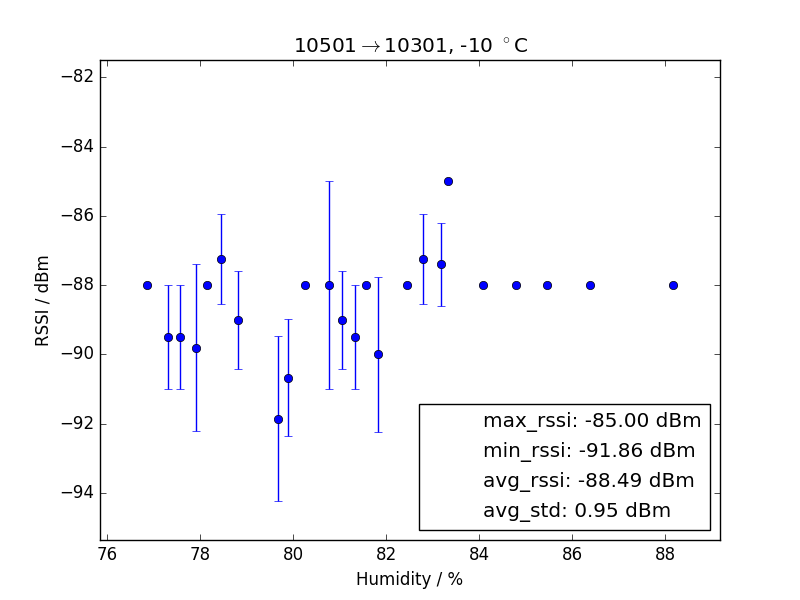 10501→10301, -10 °C
−82
−84
−86
−88
−90
−92
−94
RSSI / dBm
max_rssi: -85.00 dBm
min_rssi: -91.86 dBm
avg_rssi: -88.49 dBm
avg_std: 0.95 dBm
76 78 80 82 84 86 88
Humidity / %